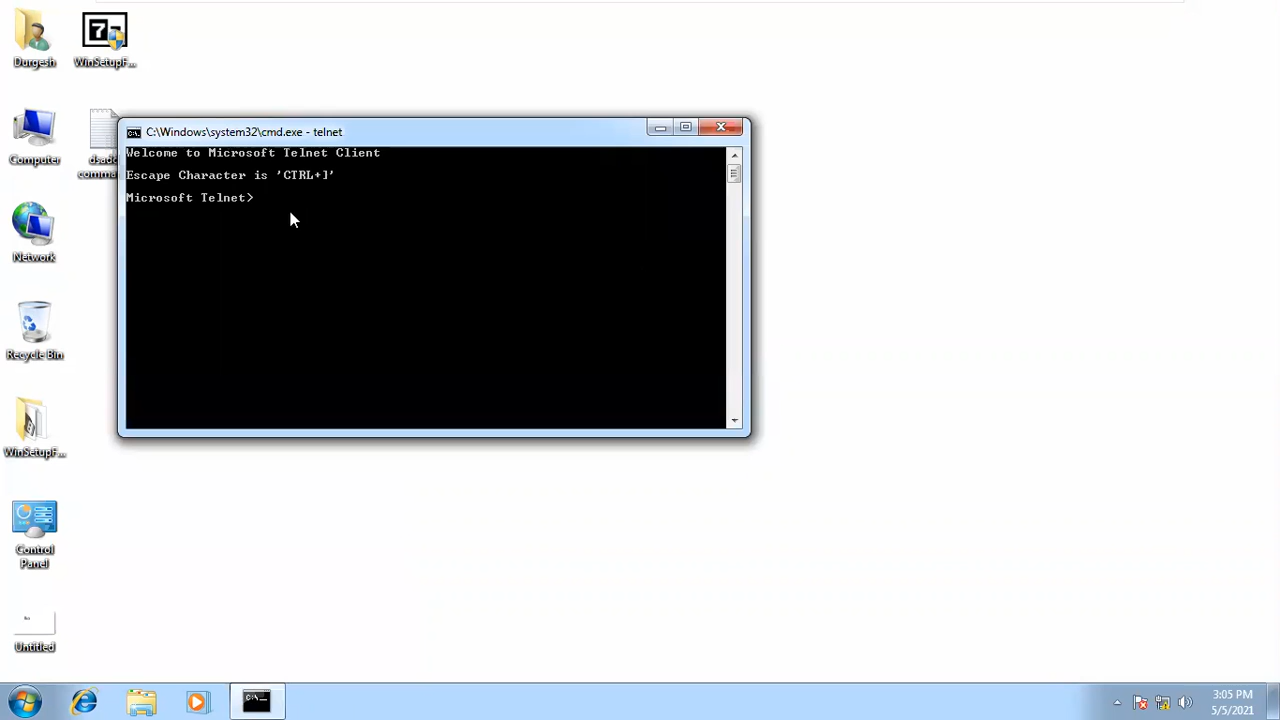 Durgesh
WinSetupF...
Computer
Network
Recycle Bin
WinSetupF...
Control
Panel
Untitled
C:\Windows\system32\cmd.exe - telnet
Welcome to Microsoft Telnet Client
Escape Character is 'CTRL+]'
Microsoft Telnet>
3:05 PM
5/5/2021